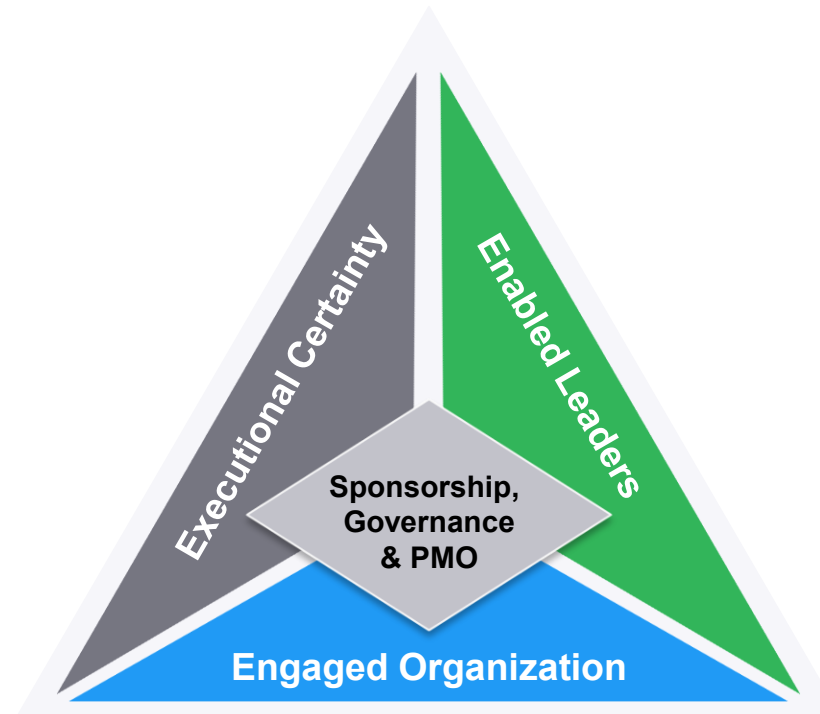 Executional Certainty
Enabled Leaders
Sponsorship,
Governance
& PMO
Engaged Organization